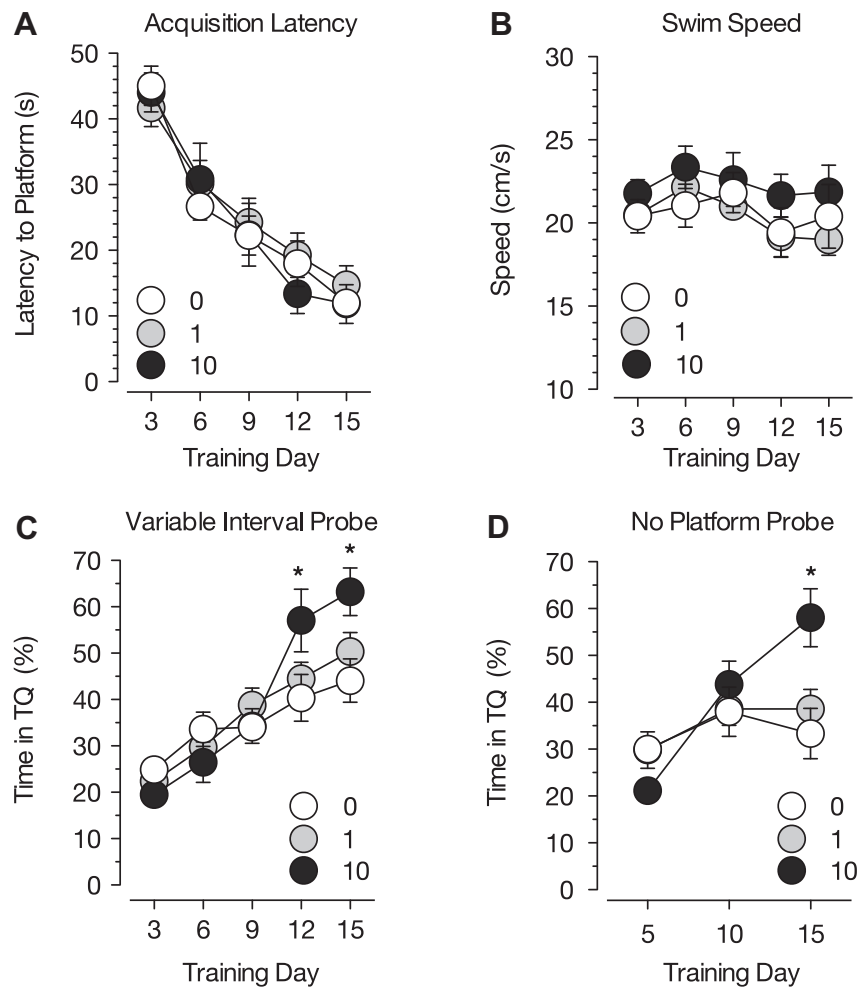 A Acquisition Latency
50
40
30
20
10
0
Latency to Platform (s)
0
1
10
3 6 9 12 15
Training Day
B Swim Speed
30
25
20
15
10
Speed (cm/s)
0
1
10
3 6 9 12 15
Training Day
C Variable Interval Probe
70
60
50
40
30
20
10
0
Time in TQ (%)
* *
0
1
10
3 6 9 12 15
Training Day
D No Platform Probe
70
60
50
40
30
20
10
0
Time in TQ (%)
*
0
1
10
5 10 15
Training Day